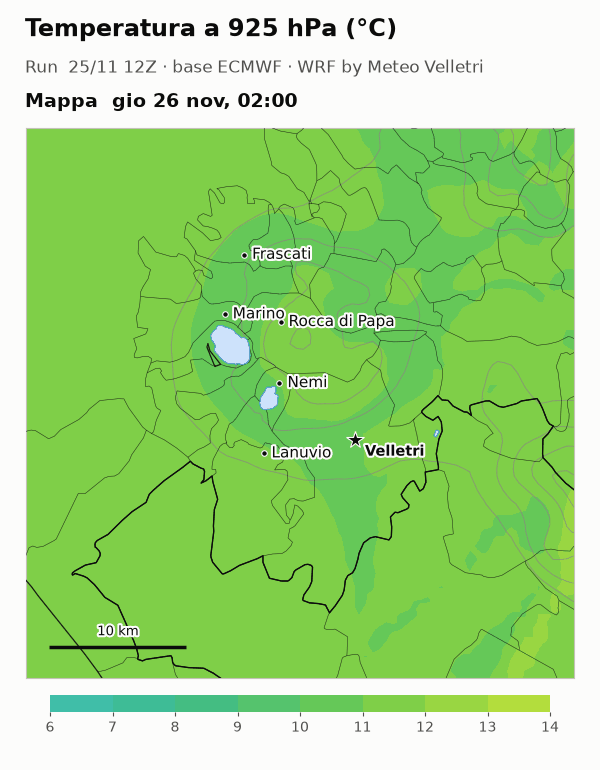 Temperatura a 925 hPa (°C)
Run  25/11 12Z · base ECMWF · WRF by Meteo Velletri
Mappa  gio 26 nov, 02:00
Frascati
Marino
Rocca di Papa
Nemi
Velletri
Lanuvio
10 km
6 7 8 9 10 11 12 13 14